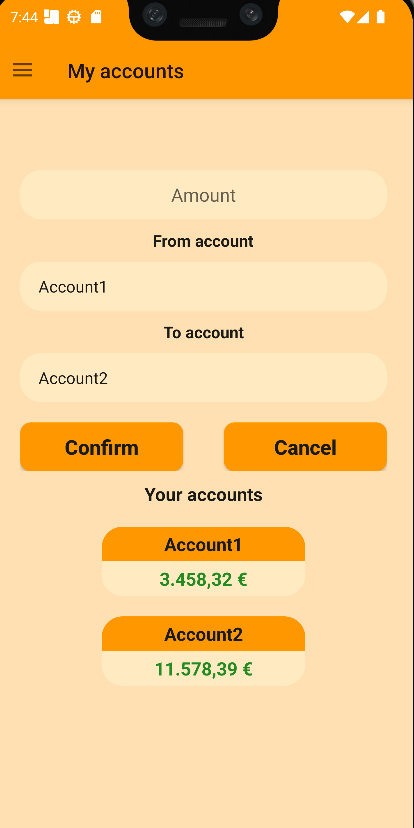 7:44
My accounts
Amount
From account
Account1
To account
Account2
Confirm Cancel
Your accounts
Account1
3.458,32 €
Account2
11.578,39 €